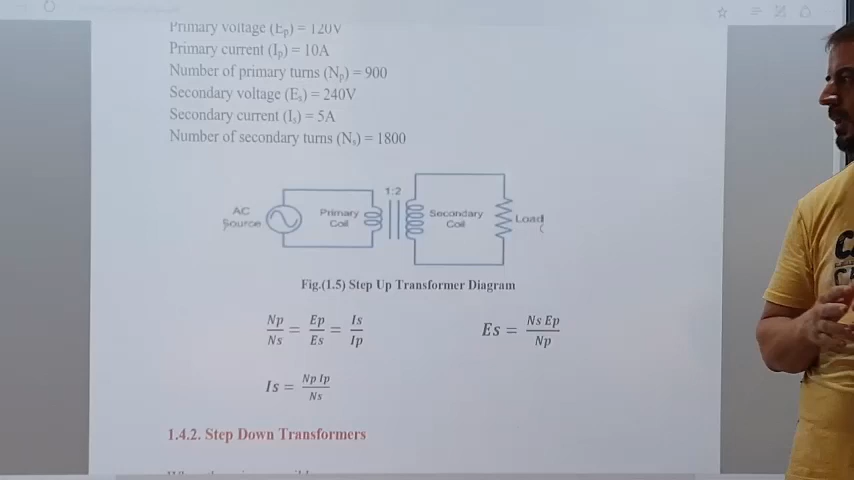 Primary voltage (Ep) = 120V
Primary current (Ip) = 10A
Number of primary turns (Np) = 900
Secondary voltage (Es) = 240V
Secondary current (Is) = 5A
Number of secondary turns (Ns) = 1800
1:2
AC Source
Primary Coil
Secondary Coil
Load
Fig.(1.5) Step Up Transformer Diagram
Np/Ns = Ep/Es = Is/Ip
Es = Ns Ep/Np
Is = Np Ip/Ns
1.4.2. Step Down Transformers